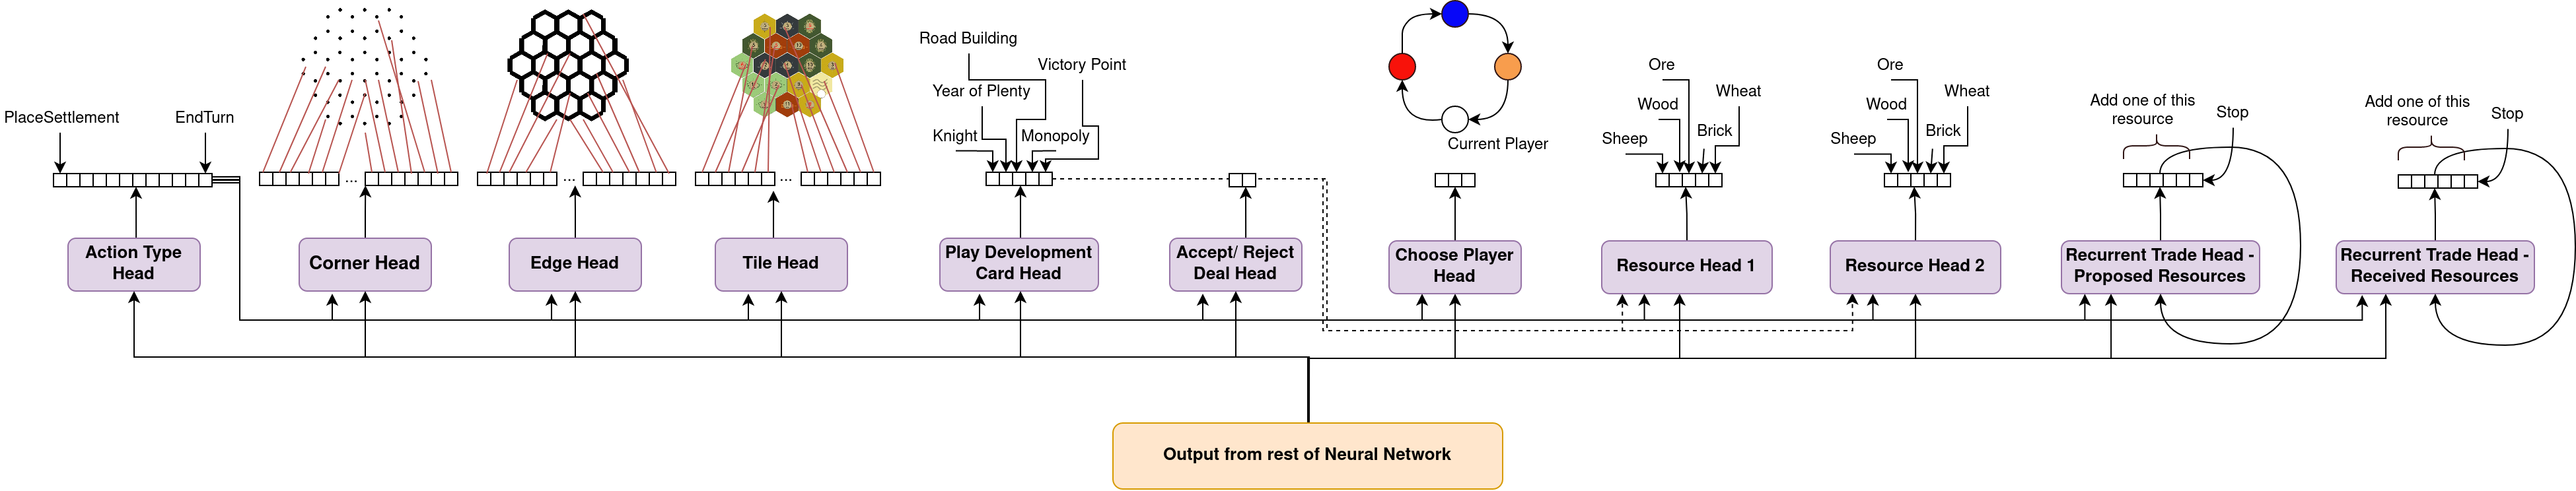 PlaceSettlement
EndTurn
...
...
...
Road Building
Victory Point
Year of Plenty
Knight
Monopoly
Current Player
Ore
Wood
Wheat
Sheep
Brick
Ore
Wood
Wheat
Sheep
Brick
Add one of this
resource
Stop
Add one of this
resource
Stop
Action Type
Head
Corner Head
Edge Head
Tile Head
Play Development
Card Head
Accept/ Reject
Deal Head
Choose Player
Head
Resource Head 1
Resource Head 2
Recurrent Trade Head -
Proposed Resources
Recurrent Trade Head -
Received Resources
Output from rest of Neural Network